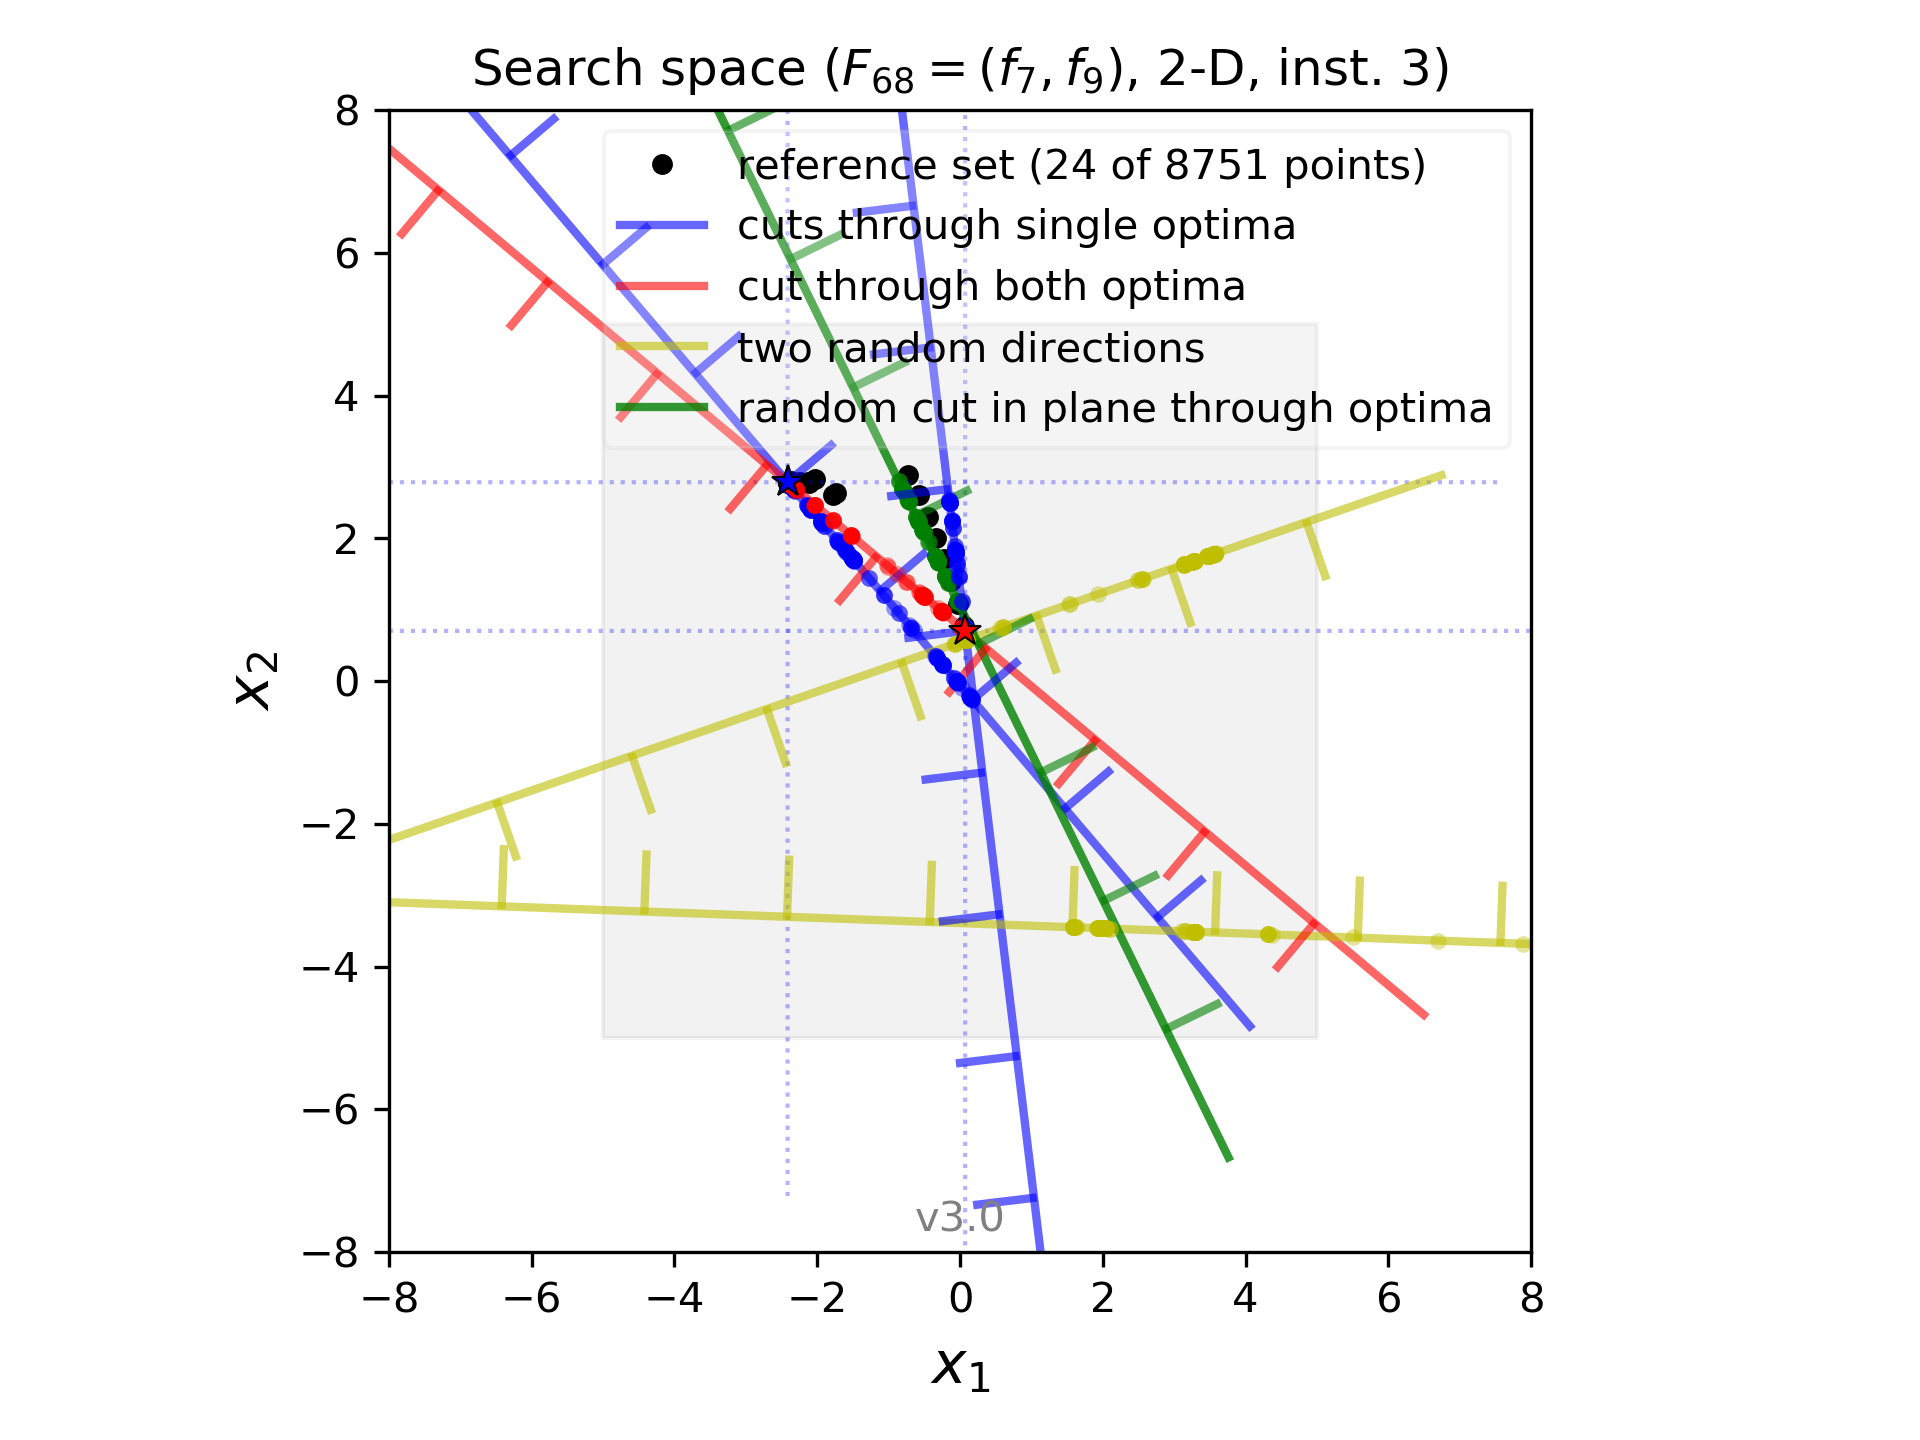 Search space (F68 = (f7, f9), 2-D, inst. 3)
reference set (24 of 8751 points)
cuts through single optima
cut through both optima
two random directions
random cut in plane through optima
8
6
4
2
0
−2
−4
−6
−8
x2
v3.0
−8 −6 −4 −2 0 2 4 6 8
x1